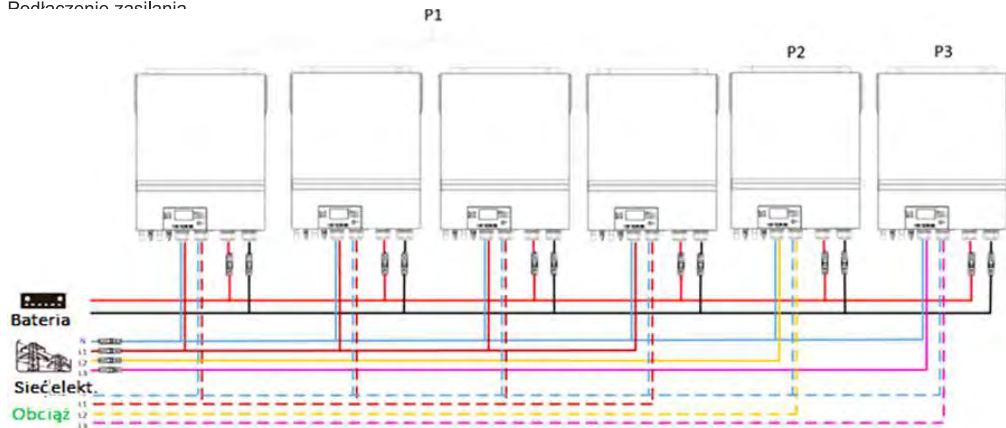 Podłączenie zasilania
P1
P2
P3
Bateria
N
L1
L2
L3
Sieć elekt.
Obciąż
L1
L2
L3